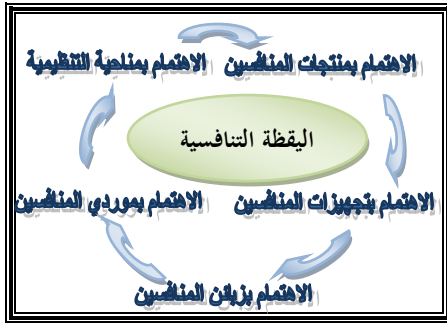 الاهتمام بمنتجات المنافسين
الاهتمام بمناحية التنظيمية
اليقظة التنافسية
الاهتمام بتجهيزات المنافسين
الاهتمام بموردي المنافسين
الاهتمام بزبائن المنافسين